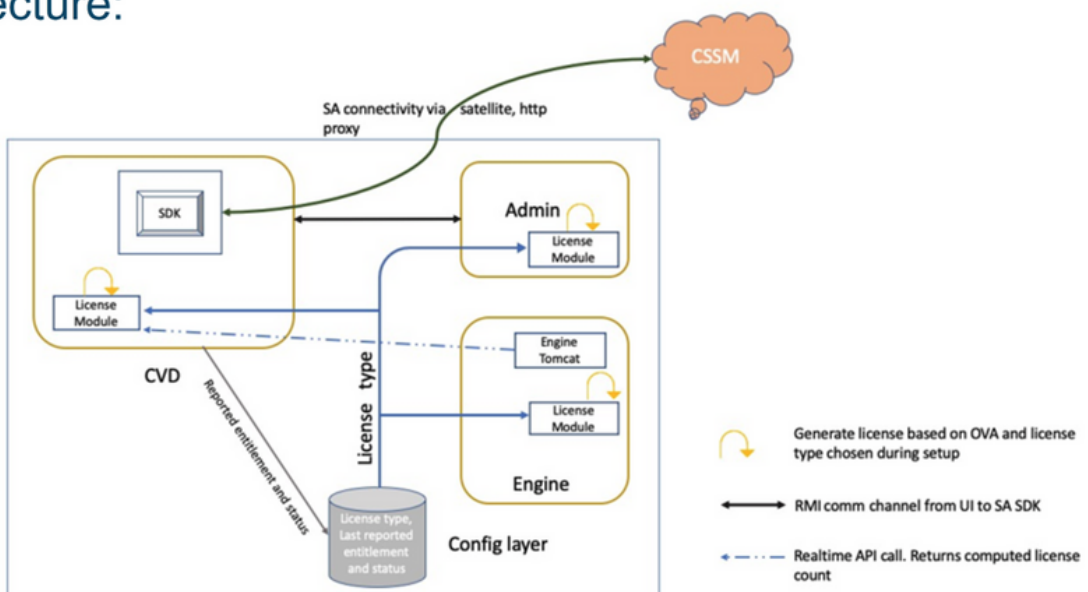 ecture:
CSSM
SA connectivity via satellite, http
proxy
SDK
Admin
License
Module
License
Module
Engine
Tomcat
CVD
License type
Reported entitlement and status
License
Module
Engine
License type,
Last reported
entitlement
and status
Config layer
Generate license based on OVA and license
type chosen during setup
RMI comm channel from UI to SA SDK
Realtime API call. Returns computed license
count